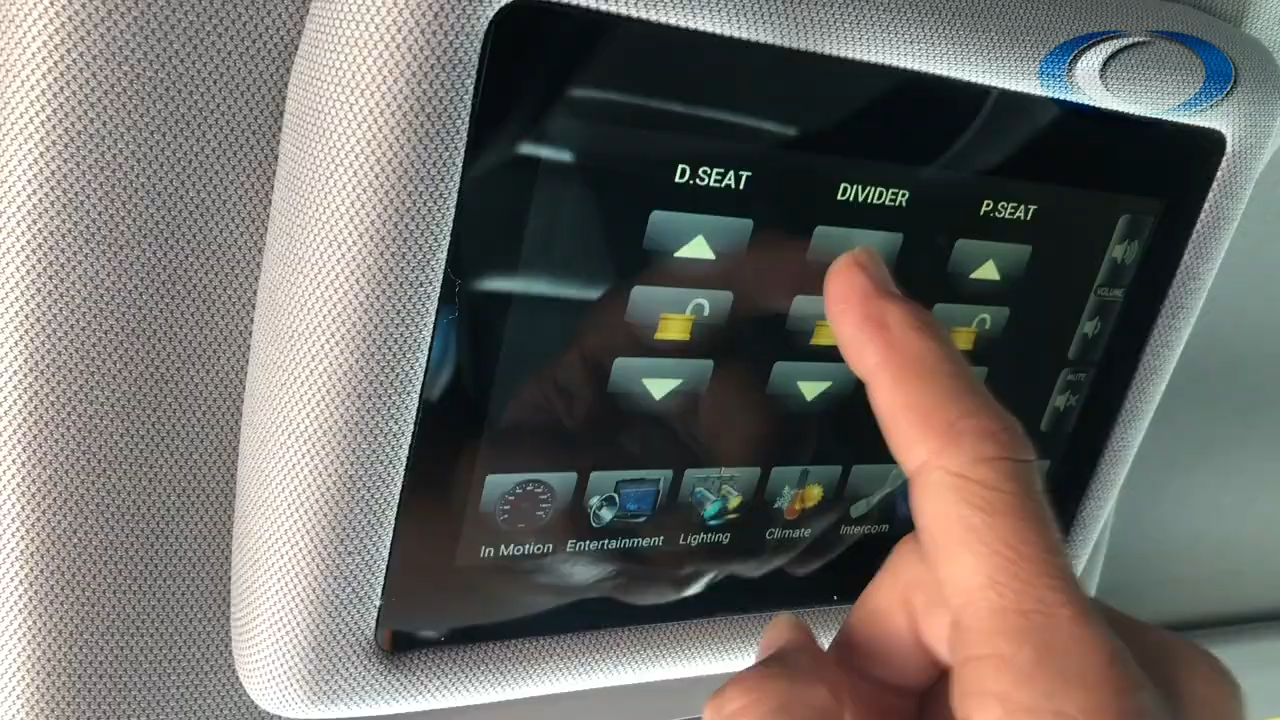 D.SEAT
DIVIDER
P.SEAT
VOLUME
MUTE
In Motion
Entertainment
Lighting
Climate
Intercom